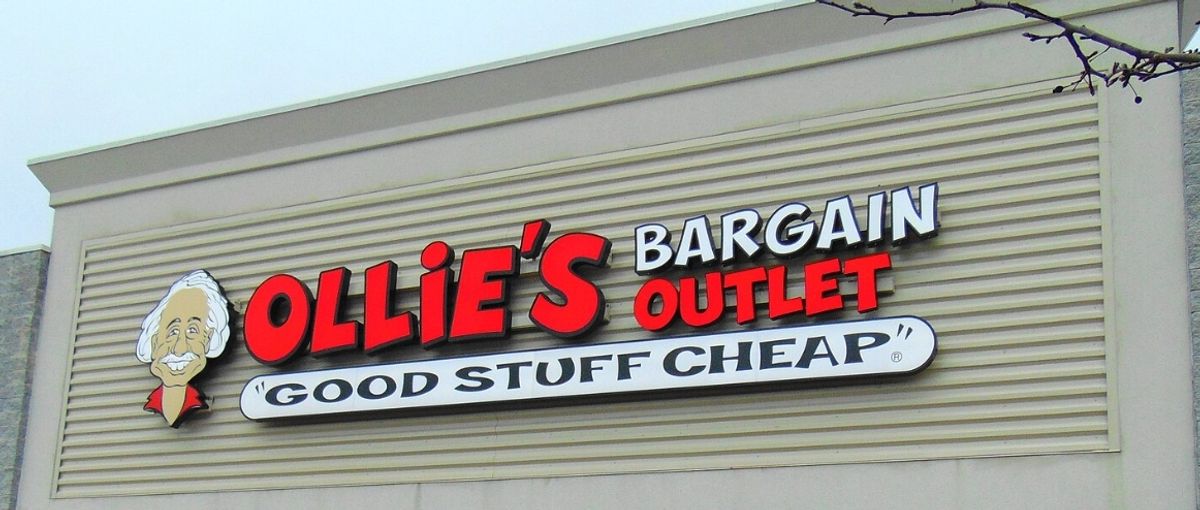 OLLiE'S BARGAIN
OUTLET
"GOOD STUFF CHEAP"®